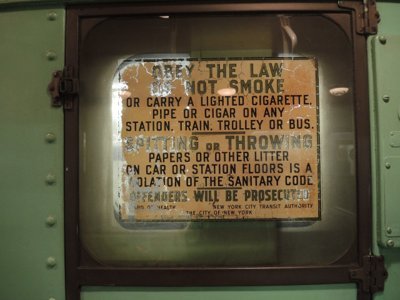 OBEY THE LAW
DO NOT SMOKE
OR CARRY A LIGHTED CIGARETTE,
PIPE OR CIGAR ON ANY
STATION, TRAIN, TROLLEY OR BUS.
SPITTING OR THROWING
PAPERS OR OTHER LITTER
ON CAR OR STATION FLOORS IS A
VIOLATION OF THE SANITARY CODE
OFFENDERS WILL BE PROSECUTED
OF HEALTH NEW YORK CITY TRANSIT AUTHORITY
THE CITY OF NEW YORK